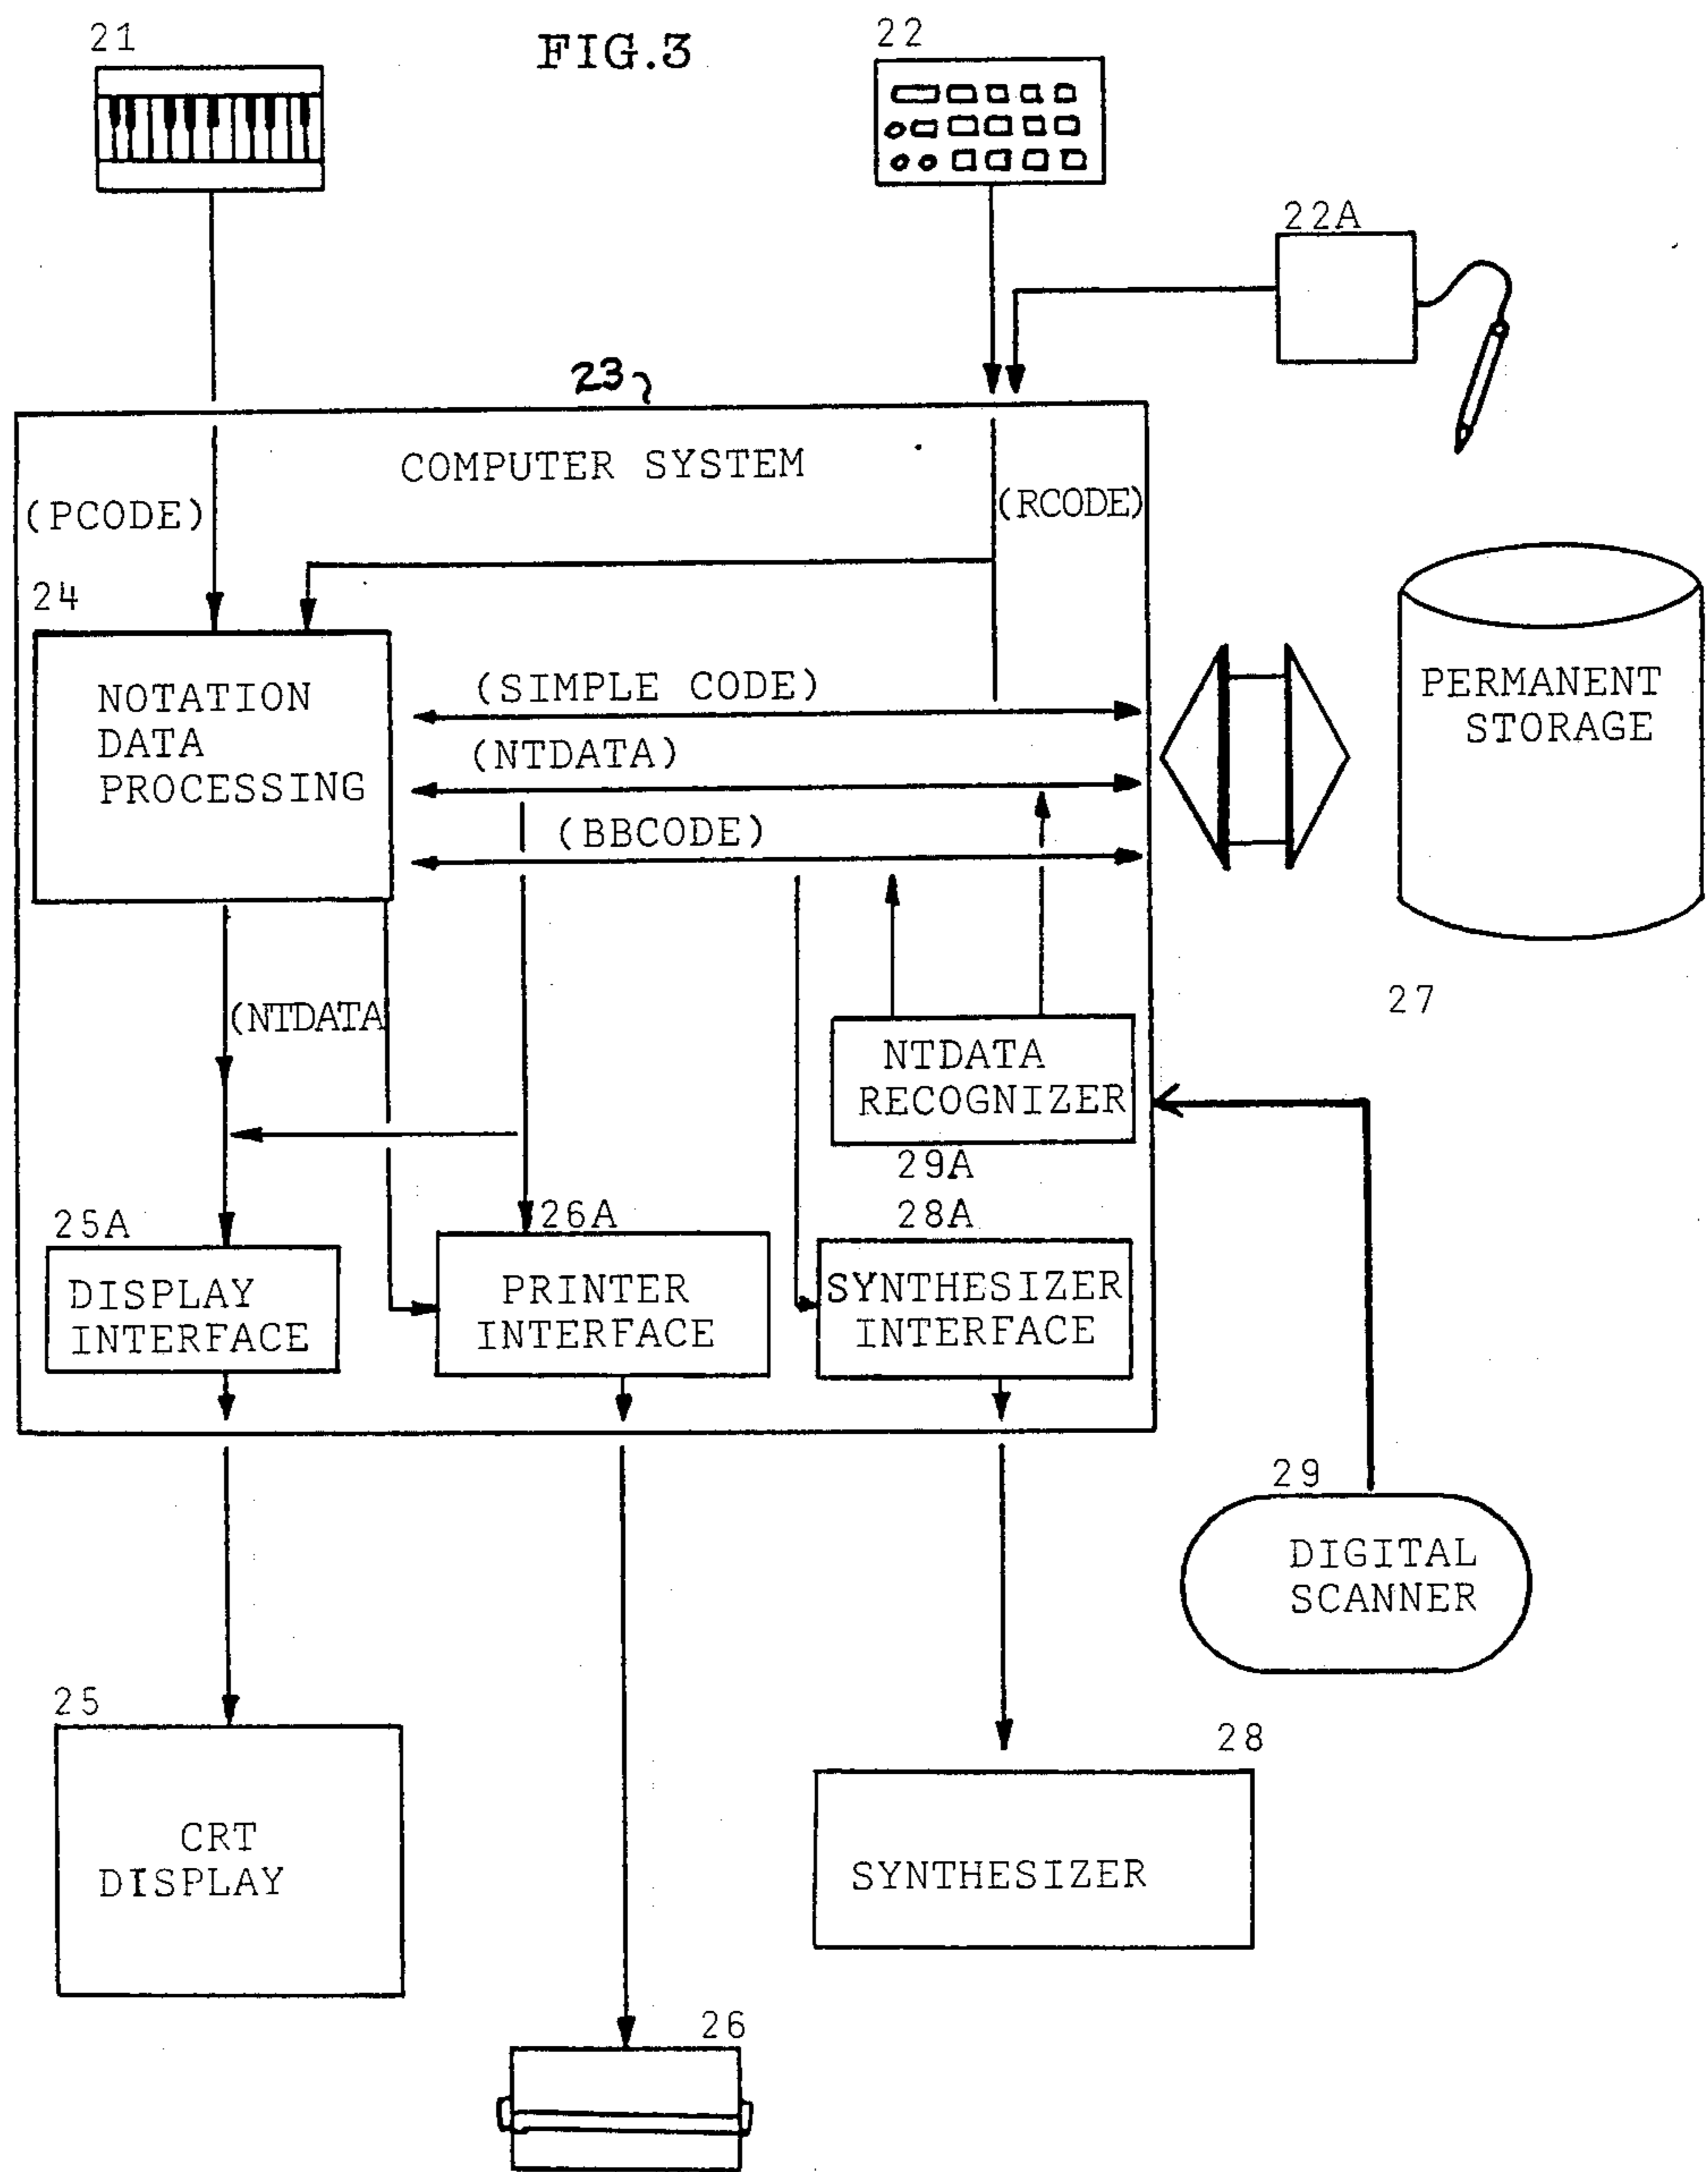 FIG.3
21
22
22A
23
COMPUTER SYSTEM
(PCODE)
(RCODE)
24
NOTATION
DATA
PROCESSING
(SIMPLE CODE)
(NTDATA)
(BBCODE)
PERMANENT
STORAGE
27
(NTDATA
NTDATA
RECOGNIZER
29A
25A
DISPLAY
INTERFACE
26A
PRINTER
INTERFACE
28A
SYNTHESIZER
INTERFACE
29
DIGITAL
SCANNER
25
CRT
DISPLAY
28
SYNTHESIZER
26